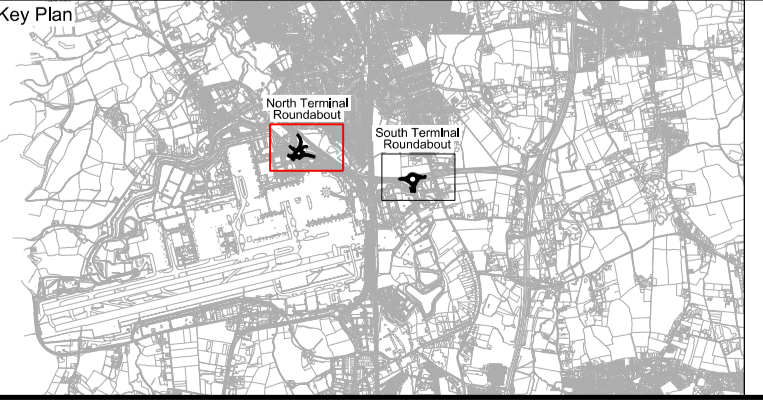 Key Plan
North Terminal
Roundabout
South Terminal
Roundabout